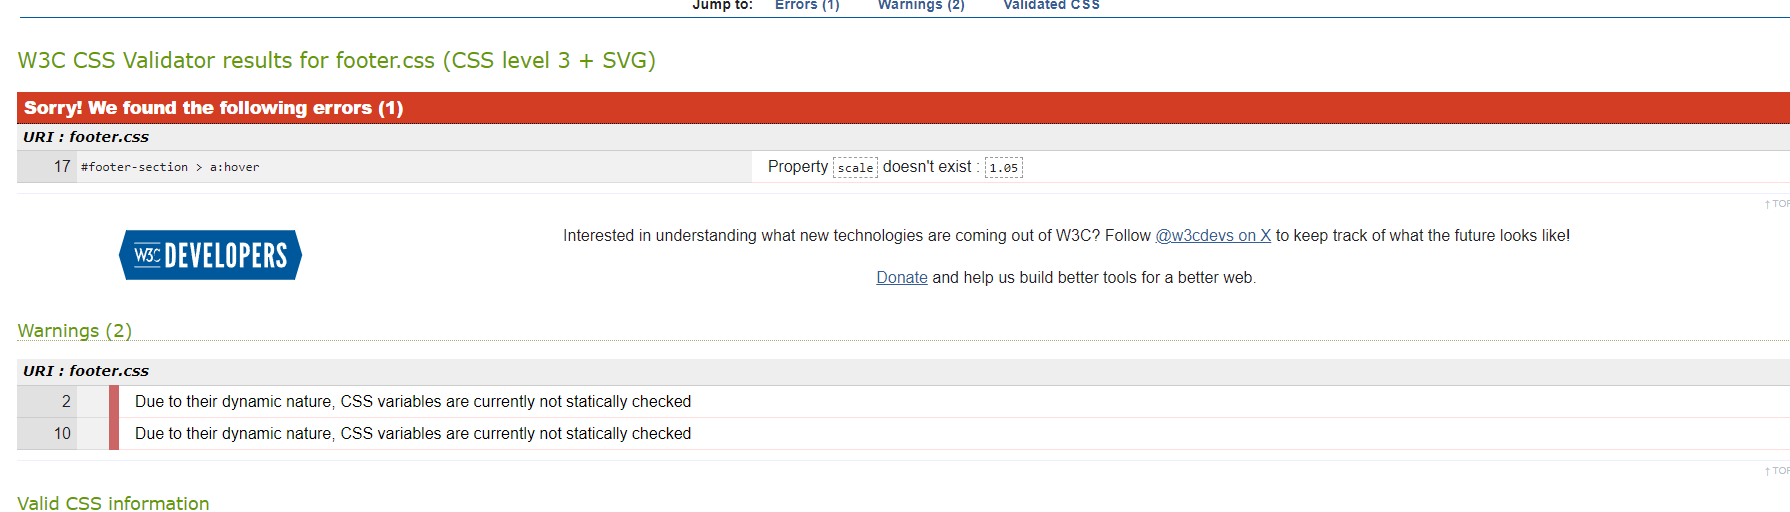 Jump to: Errors (1) Warnings (2) Validated CSS
W3C CSS Validator results for footer.css (CSS level 3 + SVG)
Sorry! We found the following errors (1)
URI : footer.css
17 #footer-section > a:hover Property scale doesn't exist : 1.05
↑ TOP
W3C DEVELOPERS
Interested in understanding what new technologies are coming out of W3C? Follow @w3cdevs on X to keep track of what the future looks like!
Donate and help us build better tools for a better web.
Warnings (2)
URI : footer.css
2 Due to their dynamic nature, CSS variables are currently not statically checked
10 Due to their dynamic nature, CSS variables are currently not statically checked
↑ TOP
Valid CSS information